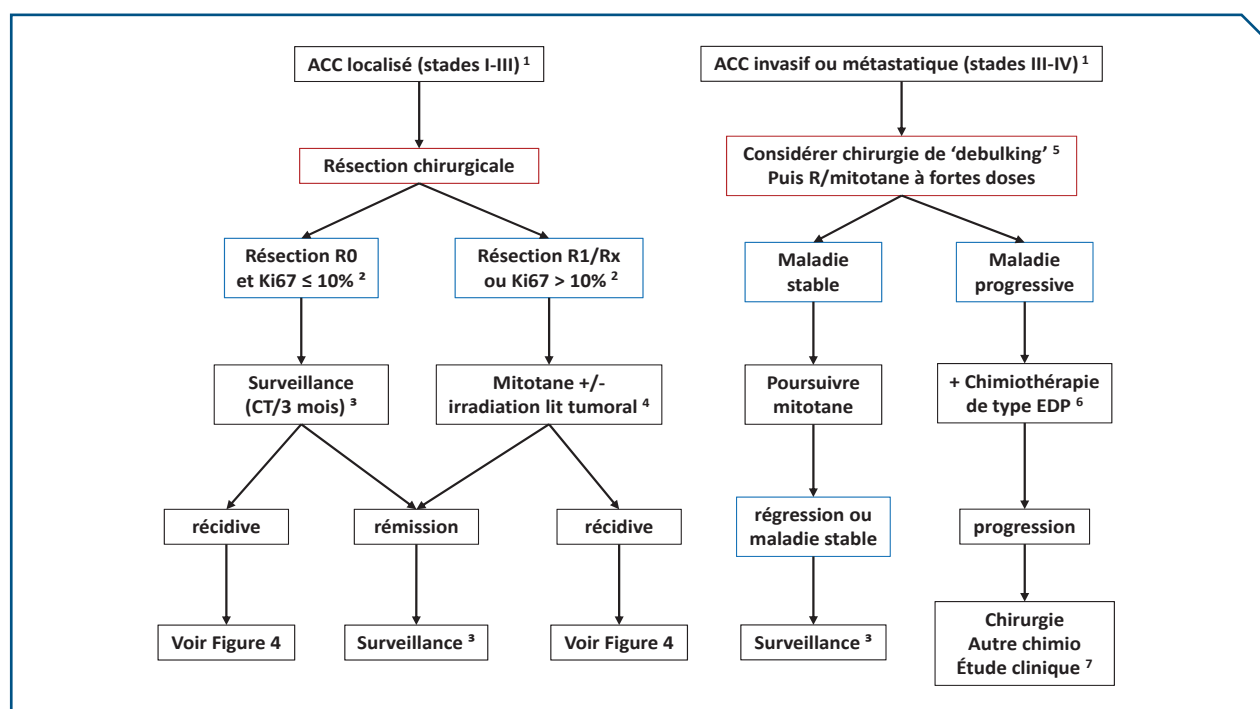 ACC localisé (stades I-III) ¹
ACC invasif ou métastatique (stades III-IV) ¹
Résection chirurgicale
Considérer chirurgie de ‘debulking’ ⁵
Puis R/mitotane à fortes doses
Résection R0
et Ki67 ≤ 10% ²
Résection R1/Rx
ou Ki67 > 10% ²
Maladie
stable
Maladie
progressive
Surveillance
(CT/3 mois) ³
Mitotane +/-
irradiation lit tumoral ⁴
Poursuivre
mitotane
+ Chimiothérapie
de type EDP ⁶
récidive
rémission
récidive
régression ou
maladie stable
progression
Voir Figure 4
Surveillance ³
Voir Figure 4
Surveillance ³
Chirurgie
Autre chimio
Étude clinique ⁷